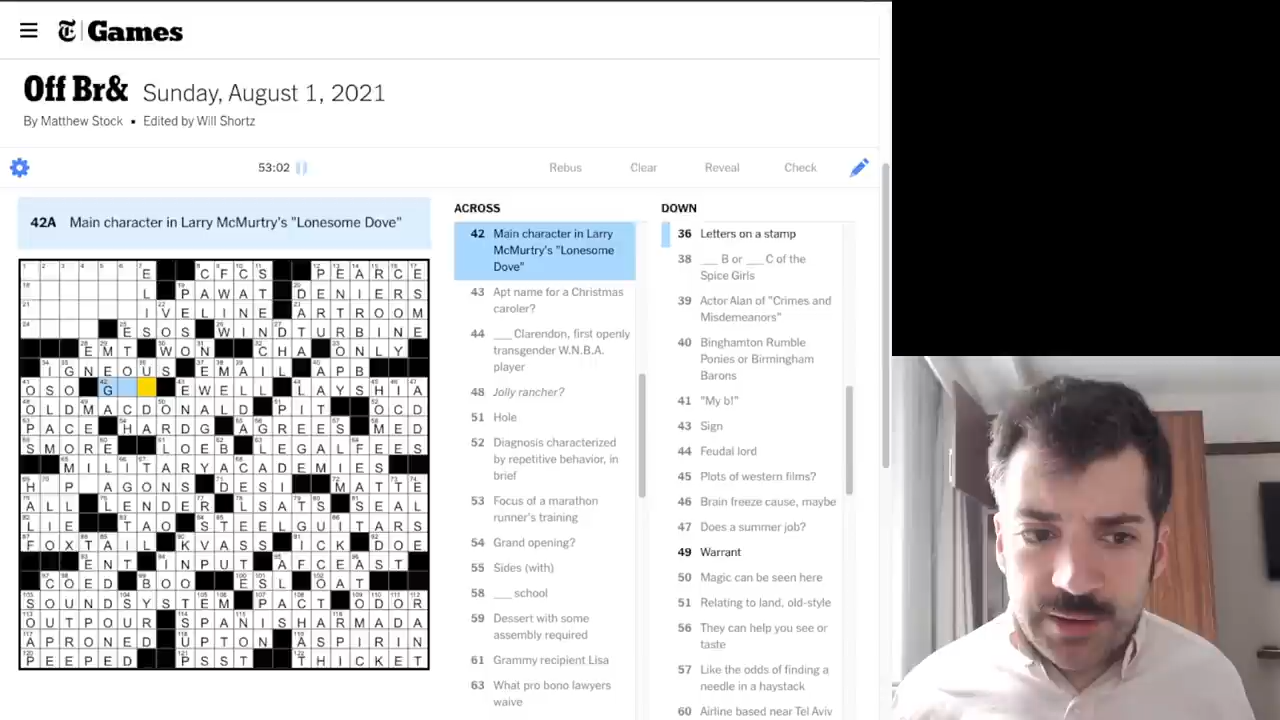 Games
Off Br& Sunday, August 1, 2021
By Matthew Stock ▪ Edited by Will Shortz
53:02
Rebus Clear Reveal Check
42A Main character in Larry McMurtry's "Lonesome Dove"
E C F C S P E A R C E
L P A W A T D E N I E R S
I V E L I N E A R T R O O M
E S O S W I N D T U R B I N E
E M T W O N C H A O N L Y
I G N E O U S E M A I L A P B
O S O G E W E L L L A Y S H I A
O L D M A C D O N A L D P I T O C D
P A C E H A R D G A G R E E S M E D
S M O R E L O E B L E G A L F E E S
M I L I T A R Y A C A D E M I E S
H P A G O N S D E S I M A T T E
A L L L E N D E R L S A T S S E A L
L I E T A O S T E E L G U I T A R S
F O X T A I L K V A S S I C K D O E
E N T I N P U T A F C E A S T
C O E D B O O E S L O A T
S O U N D S Y S T E M P A C T O D O R
O U T P O U R S P A N I S H A R M A D A
A P R O N E D U P T O N A S P I R I N
P E E P E D P S S T T H I C K E T
ACROSS
42 Main character in Larry
McMurtry's "Lonesome
Dove"
43 Apt name for a Christmas
caroler?
44 ___ Clarendon, first openly
transgender W.N.B.A.
player
48 Jolly rancher?
51 Hole
52 Diagnosis characterized
by repetitive behavior, in
brief
53 Focus of a marathon
runner's training
54 Grand opening?
55 Sides (with)
58 ___ school
59 Dessert with some
assembly required
61 Grammy recipient Lisa
63 What pro bono lawyers
waive
DOWN
36 Letters on a stamp
38 ___ B or ___ C of the
Spice Girls
39 Actor Alan of "Crimes and
Misdemeanors"
40 Binghamton Rumble
Ponies or Birmingham
Barons
41 "My b!"
43 Sign
44 Feudal lord
45 Plots of western films?
46 Brain freeze cause, maybe
47 Does a summer job?
49 Warrant
50 Magic can be seen here
51 Relating to land, old-style
56 They can help you see or
taste
57 Like the odds of finding a
needle in a haystack
60 Airline based near Tel Aviv